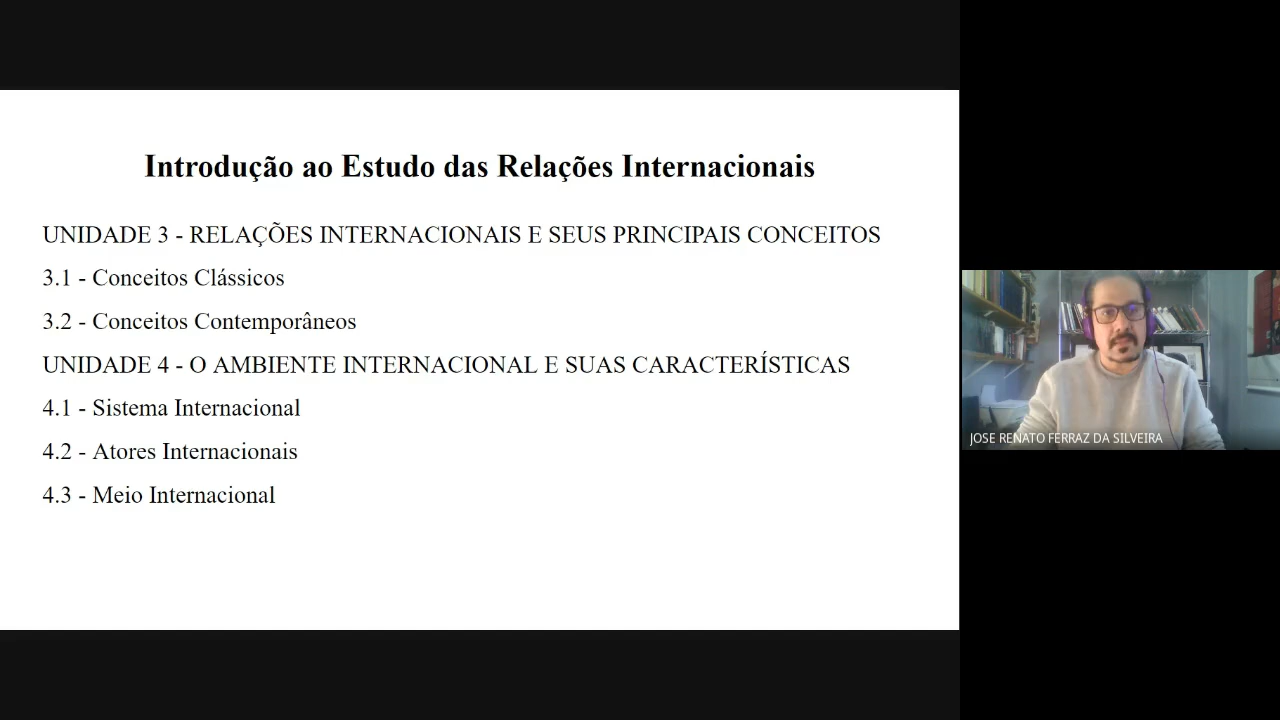 Introdução ao Estudo das Relações Internacionais
UNIDADE 3 - RELAÇÕES INTERNACIONAIS E SEUS PRINCIPAIS CONCEITOS
3.1 - Conceitos Clássicos
3.2 - Conceitos Contemporâneos
UNIDADE 4 - O AMBIENTE INTERNACIONAL E SUAS CARACTERÍSTICAS
4.1 - Sistema Internacional
4.2 - Atores Internacionais
4.3 - Meio Internacional
JOSE RENATO FERRAZ DA SILVEIRA